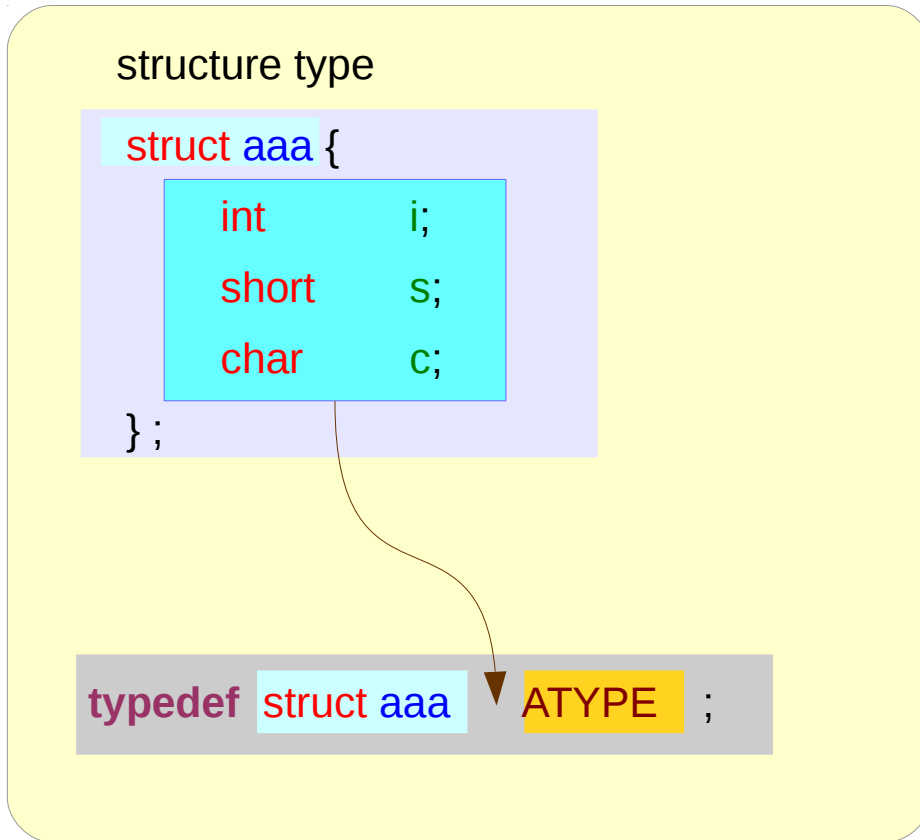 structure type
struct aaa {
int i;
short s;
char c;
} ;
typedef struct aaa ATYPE ;